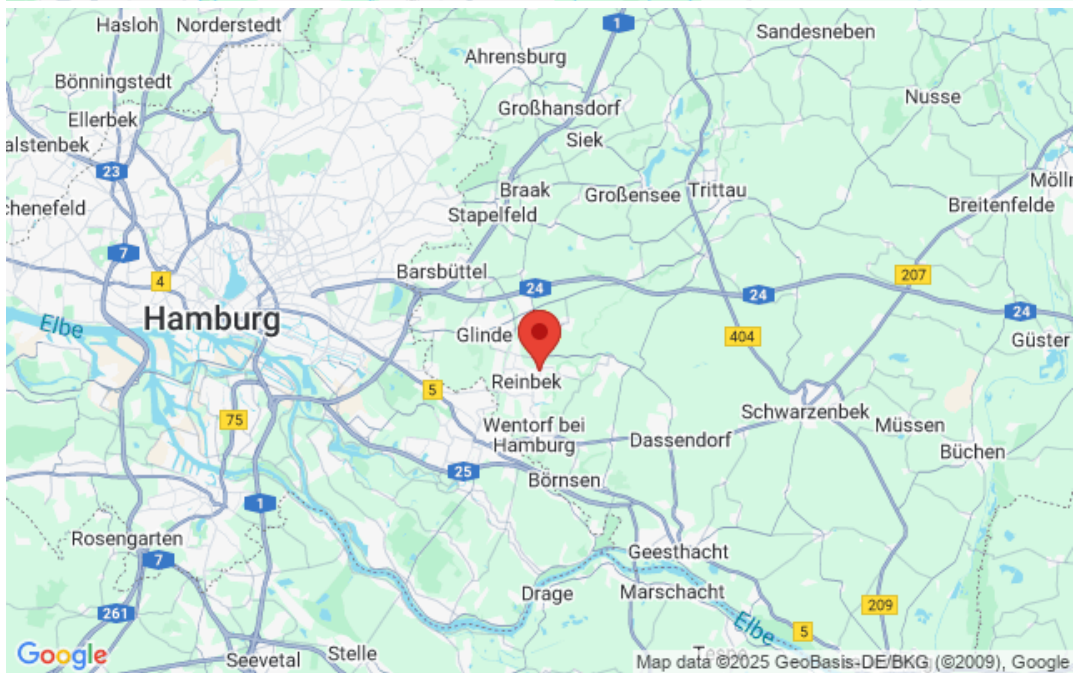 Hasloh
Norderstedt
1
Sandesneben
Ahrensburg
Bönningstedt
Nusse
Großhansdorf
Ellerbek
Siek
alstenbek
23
Mölln
Braak
Großensee
Trittau
chenefeld
Stapelfeld
Breitenfelde
7
Barsbüttel
4
24
207
24
Hamburg
24
Elbe
Glinde
404
Güster
Reinbek
5
75
Schwarzenbek
Wentorf bei
Hamburg
Dassendorf
Müssen
Büchen
25
Börnsen
1
Rosengarten
7
Geesthacht
Drage
Marschacht
261
209
Elbe
5
Google
Seevetal
Stelle
Map data ©2025 GeoBasis-DE/BKG (©2009), Google